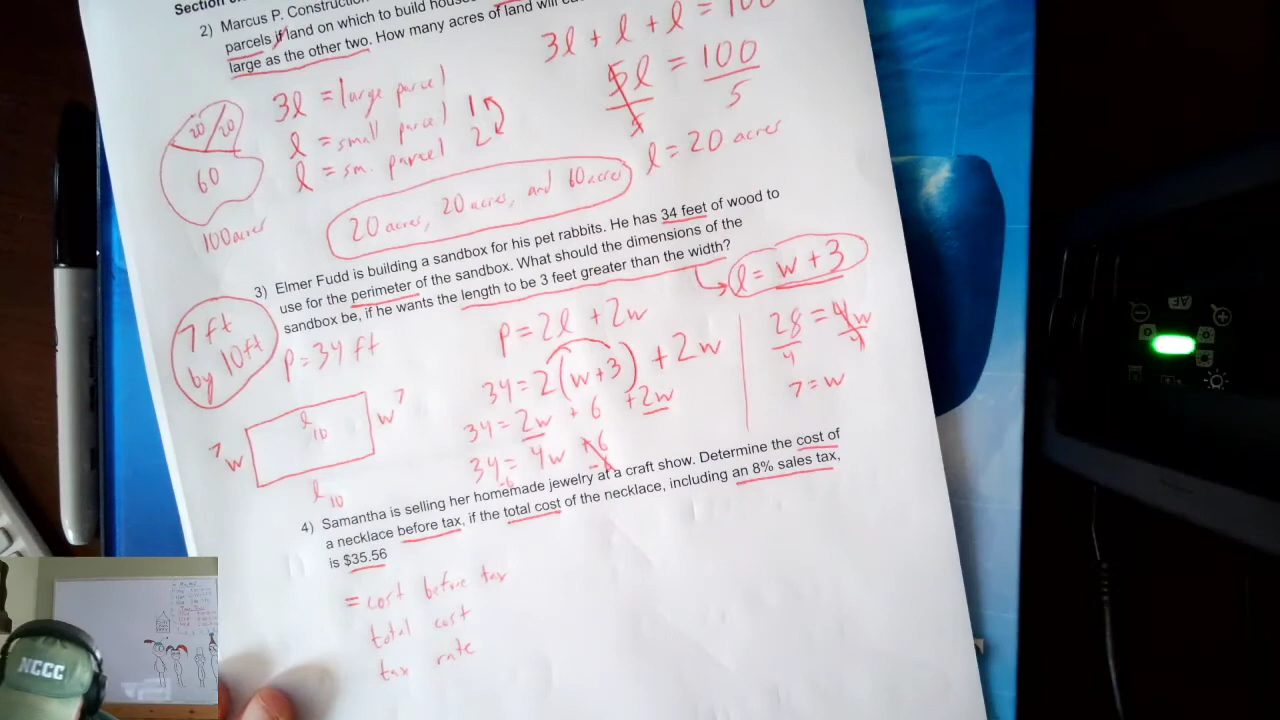 Section
2) Marcus P. Construction
parcels if land on which to build
large as the other two. How many acres of land will
3l + l + l = 100
5l = 100
5 5
l = 20 acres
3l = large parcel
l = small parcel 1
l = sm. parcel 2
20 20
60
100 acres
20 acres, 20 acres, and 60 acres
3) Elmer Fudd is building a sandbox for his pet rabbits. He has 34 feet of wood to
use for the perimeter of the sandbox. What should the dimensions of the
sandbox be, if he wants the length to be 3 feet greater than the width?
l = w + 3
7 ft
by 10 ft
p = 34 ft
p = 2l + 2w
34 = 2(w+3) + 2w
34 = 2w + 6 + 2w
34 = 4w + 6
-6 -6
28 = 4w
4 4
7 = w
l 10
w 7
7 w
l 10
4) Samantha is selling her homemade jewelry at a craft show. Determine the cost of
a necklace before tax, if the total cost of the necklace, including an 8% sales tax,
is $35.56
= cost before tax
total cost
tax rate
NCCC
AF